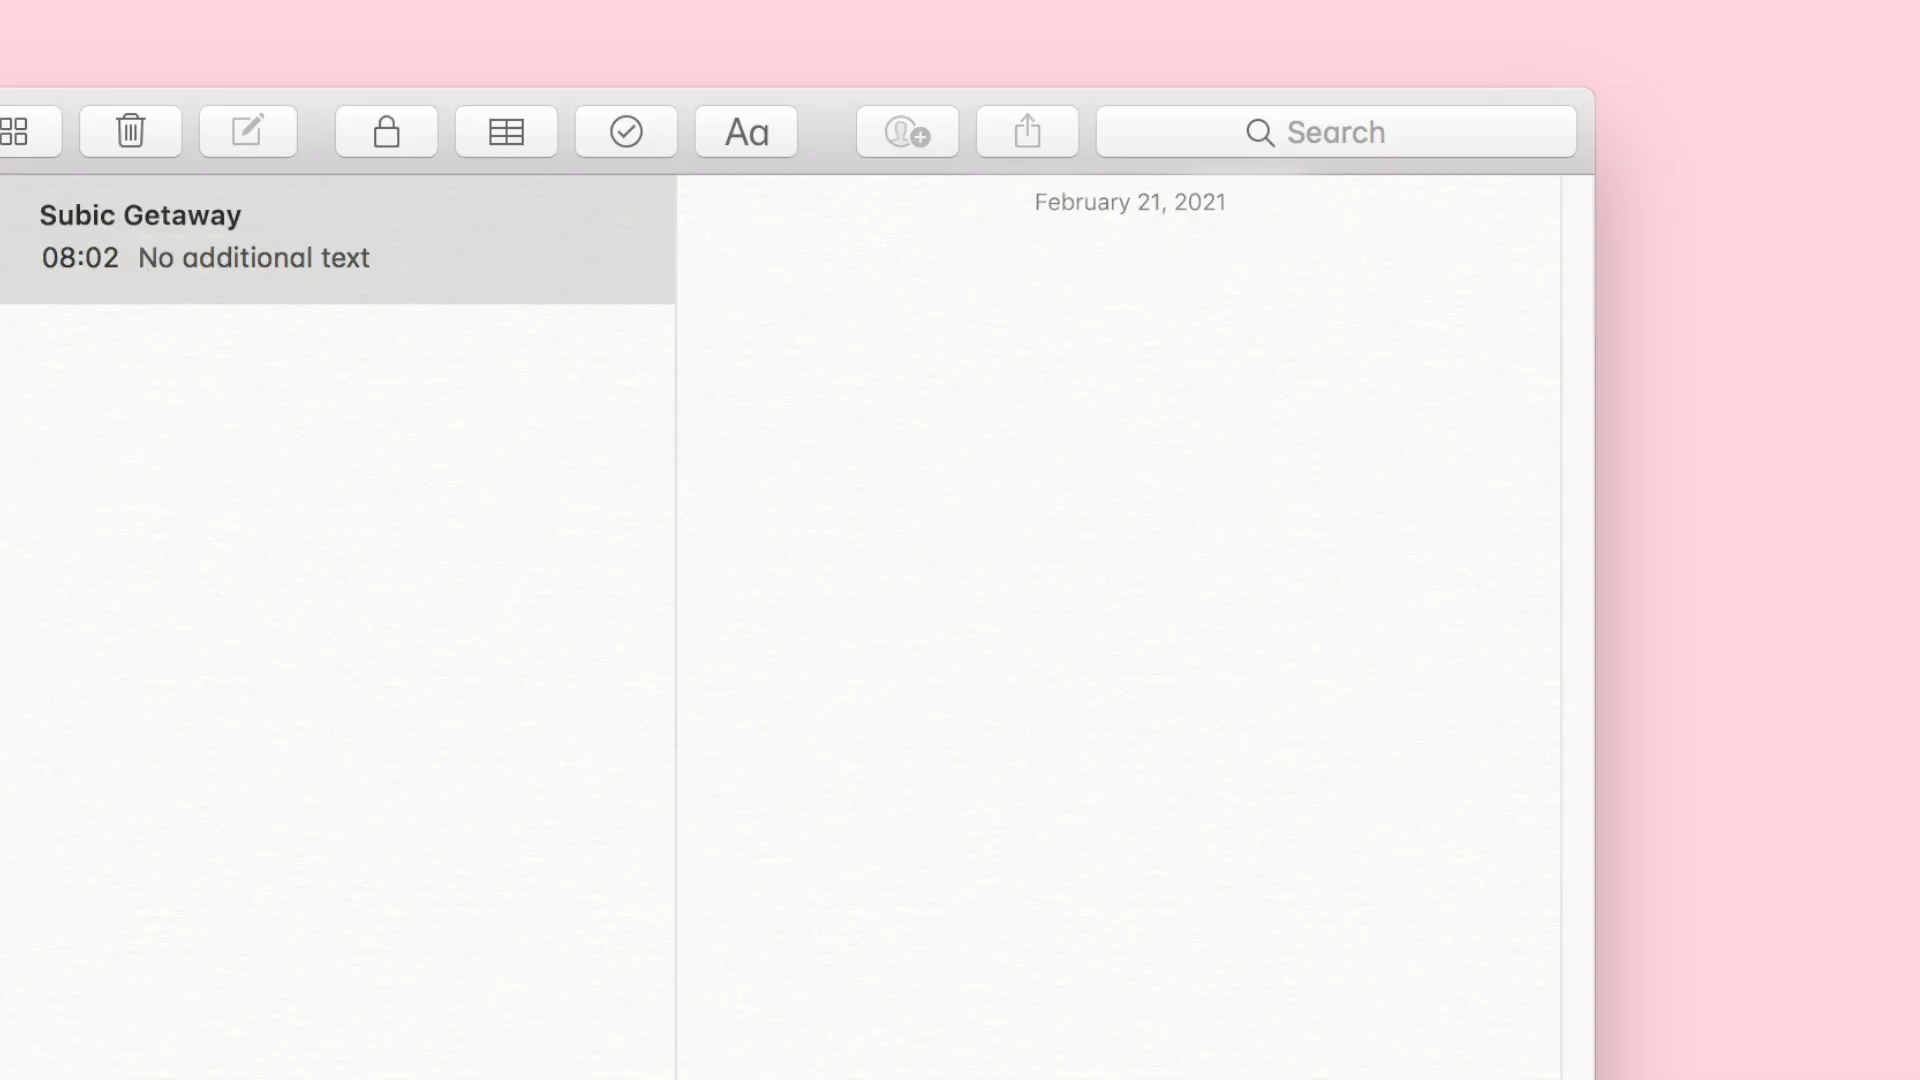 Aa
Search
Subic Getaway
08:02 No additional text
February 21, 2021